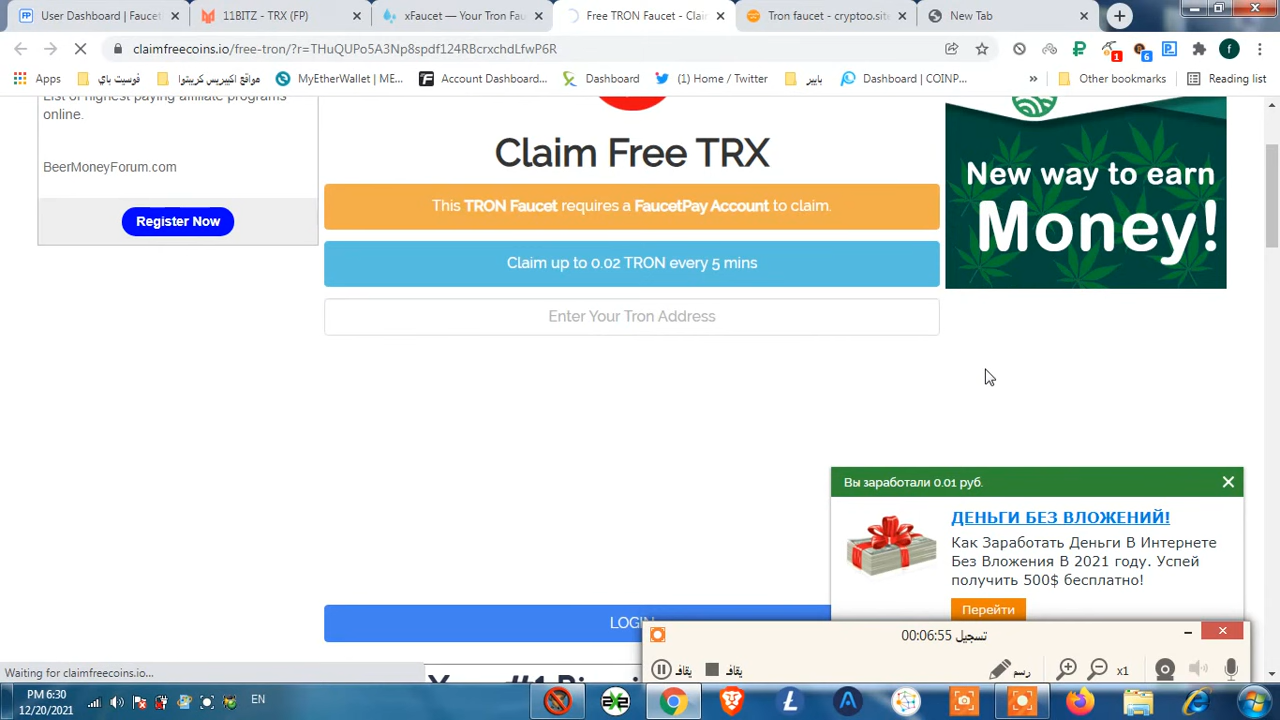 User Dashboard | Faucet
11BITZ - TRX (FP)
xFaucet — Your Tron Fau
Free TRON Faucet - Clai
Tron faucet - cryptoo.site
New Tab
claimfreecoins.io/free-tron/?r=
Apps
فوسيت باي
مواقع اكسبريس كريبتوا
MyEtherWallet | ME...
Account Dashboard...
Dashboard
(1) Home / Twitter
بايير
Dashboard | COINP...
»
Other bookmarks
Reading list
List of highest paying affiliate programs
online.
BeerMoneyForum.com
Register Now
Claim Free TRX
This TRON Faucet requires a FaucetPay Account to claim.
Claim up to 0.02 TRON every 5 mins
Enter Your Tron Address
LOGIN
New way to earn
Money!
Вы заработали 0.01 руб.
ДЕНЬГИ БЕЗ ВЛОЖЕНИЙ!
Как Заработать Деньги В Интернете
Без Вложения В 2021 году. Успей
получить 500$ бесплатно!
Перейти
تسجيل 00:06:55
يقاف
يقاف
رسم
x1
Waiting for claimfreecoins.io...
PM 6:30
12/20/2021
EN